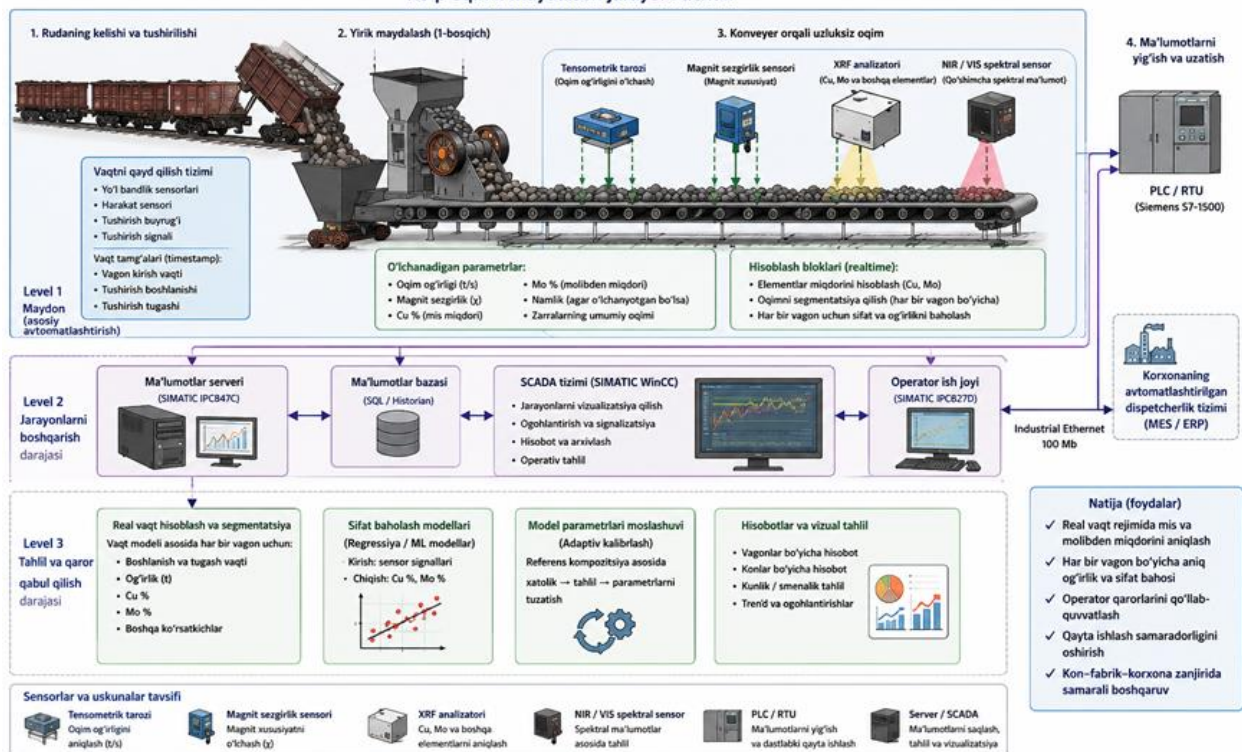 1. Rudaning kelishi va tushirilishi
2. Yirik maydalash (1-bosqich)
3. Konveyer orqali uzluksiz oqim
4. Ma'lumotlarni
yig'ish va uzatish
Tensometrik tarozi
(Oqim og'irligini o'lchash)
Magnit sezgirlik sensori
(Magnit xususiyat)
XRF analizatori
(Cu, Mo va boshqa elementlar)
NIR / VIS spektral sensor
(Qo'shimcha spektral ma'lumot)
PLC / RTU
(Siemens S7-1500)
Vaqtni qayd qilish tizimi
• Yo'l bandlik sensorlari
• Harakat sensori
• Tushirish buyrug'i
• Tushirish signali
Vaqt tamg'alari (timestamp):
• Vagon kirish vaqti
• Tushirish boshlanishi
• Tushirish tugashi
Level 1
Maydon
(asosiy
avtomatlashtirish)
O'lchanadigan parametrlar:
• Oqim og'irligi (t/s)
• Magnit sezgirlik (χ)
• Cu % (mis miqdori)
• Mo % (molibden miqdori)
• Namlik (agar o'lchanyotgan bo'lsa)
• Zarralarning umumiy oqimi
Hisoblash bloklari (realtime):
• Elementlar miqdorini hisoblash (Cu, Mo)
• Oqimni segmentatsiya qilish (har bir vagon bo'yicha)
• Har bir vagon uchun sifat va og'irlikni baholash
Level 2
Jarayonlarni
boshqarish
darajasi
Ma'lumotlar serveri
(SIMATIC IPC847C)
Ma'lumotlar bazasi
(SQL / Historian)
SCADA tizimi (SIMATIC WinCC)
• Jarayonlarni vizualizatsiya qilish
• Ogohlantirish va signalizatsiya
• Hisobot va arxivlash
• Operativ tahlil
Operator ish joyi
(SIMATIC IPC827D)
Industrial Ethernet
100 Mb
Korxonaning
avtomatlashtirilgan
dispetcherlik tizimi
(MES / ERP)
Level 3
Tahlil va qaror
qabul qilish
darajasi
Real vaqt hisoblash va segmentatsiya
Vaqt modeli asosida har bir vagon uchun:
• Boshlanish va tugash vaqti
• Og'irlik (t)
• Cu %
• Mo %
• Boshqa ko'rsatkichlar
Sifat baholash modellari
(Regressiya / ML modellar)
• Kirish: sensor signallari
• Chiqish: Cu %, Mo %
Model parametrlari moslashuvi
(Adaptiv kalibrlash)
Referens kompozitsiya asosida
xatolik → tahlil → parametrlarni
tuzatish
Hisobotlar va vizual tahlil
• Vagonlar bo'yicha hisobot
• Konlar bo'yicha hisobot
• Kunlik / smenalik tahlil
• Trend va ogohlantirishlar
Natija (foydalar)
✓ Real vaqt rejimida mis va
molibden miqdorini aniqlash
✓ Har bir vagon bo'yicha aniq
og'irlik va sifat bahosi
✓ Operator qarorlarini qo'llab-
quvvatlash
✓ Qayta ishlash samaradorligini
oshirish
✓ Kon–fabrik–korxona zanjirida
samarali boshqaruv
Sensorlar va uskunalar tavsifi
Tensometrik tarozi
Oqim og'irligini
aniqlash (t/s)
Magnit sezgirlik sensori
Magnit xususiyatni
o'lchash (χ)
XRF analizatori
Cu, Mo va boshqa
elementlarni aniqlash
NIR / VIS spektral sensor
Spektral ma'lumotlar
asosida tahlil
PLC / RTU
Ma'lumotlarni yig'ish
va dastlabki qayta ishlash
Server / SCADA
Ma'lumotlarni saqlash,
tahlil va vizualizatsiya